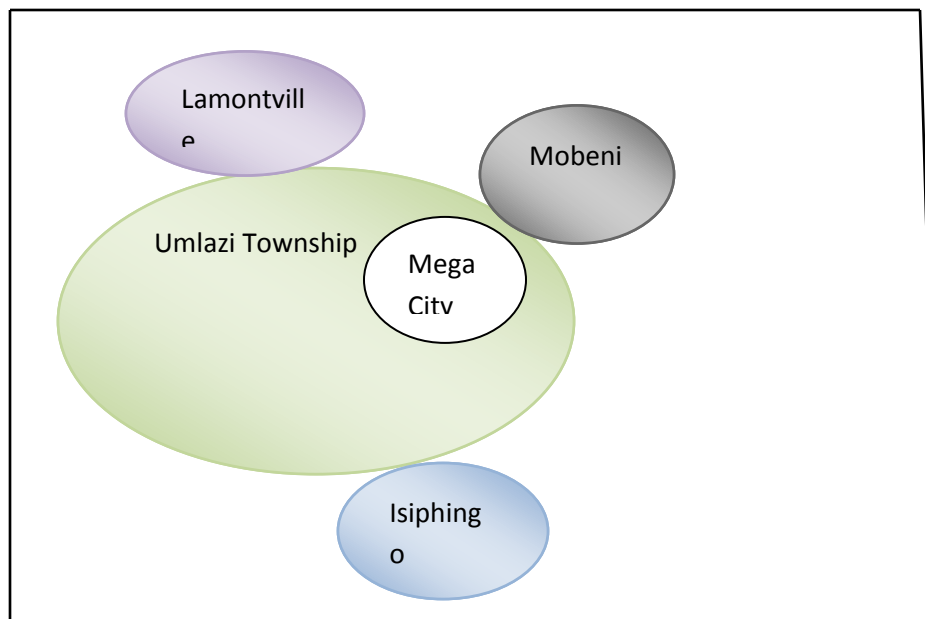 Lamontvill
e
Mobeni
Umlazi Township
Mega
City
Isiphing
o